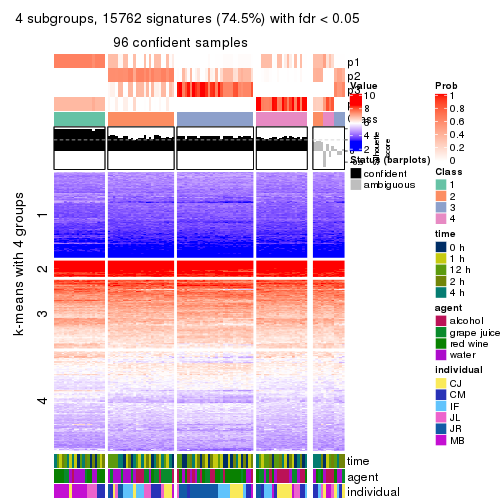 4 subgroups, 15762 signatures (74.5%) with fdr < 0.05
96 confident samples
p1
p2
Value
10
8
6
4
2
Prob
1
0.8
0.6
0.4
0.2
0
Status (barplots)
confident
ambiguous
Class
1
2
3
4
time
0 h
1 h
12 h
2 h
4 h
agent
alcohol
grape juice
red wine
water
individual
CJ
CM
IF
JL
JR
MB
k-means with 4 groups
1
2
3
4
time
agent
individual